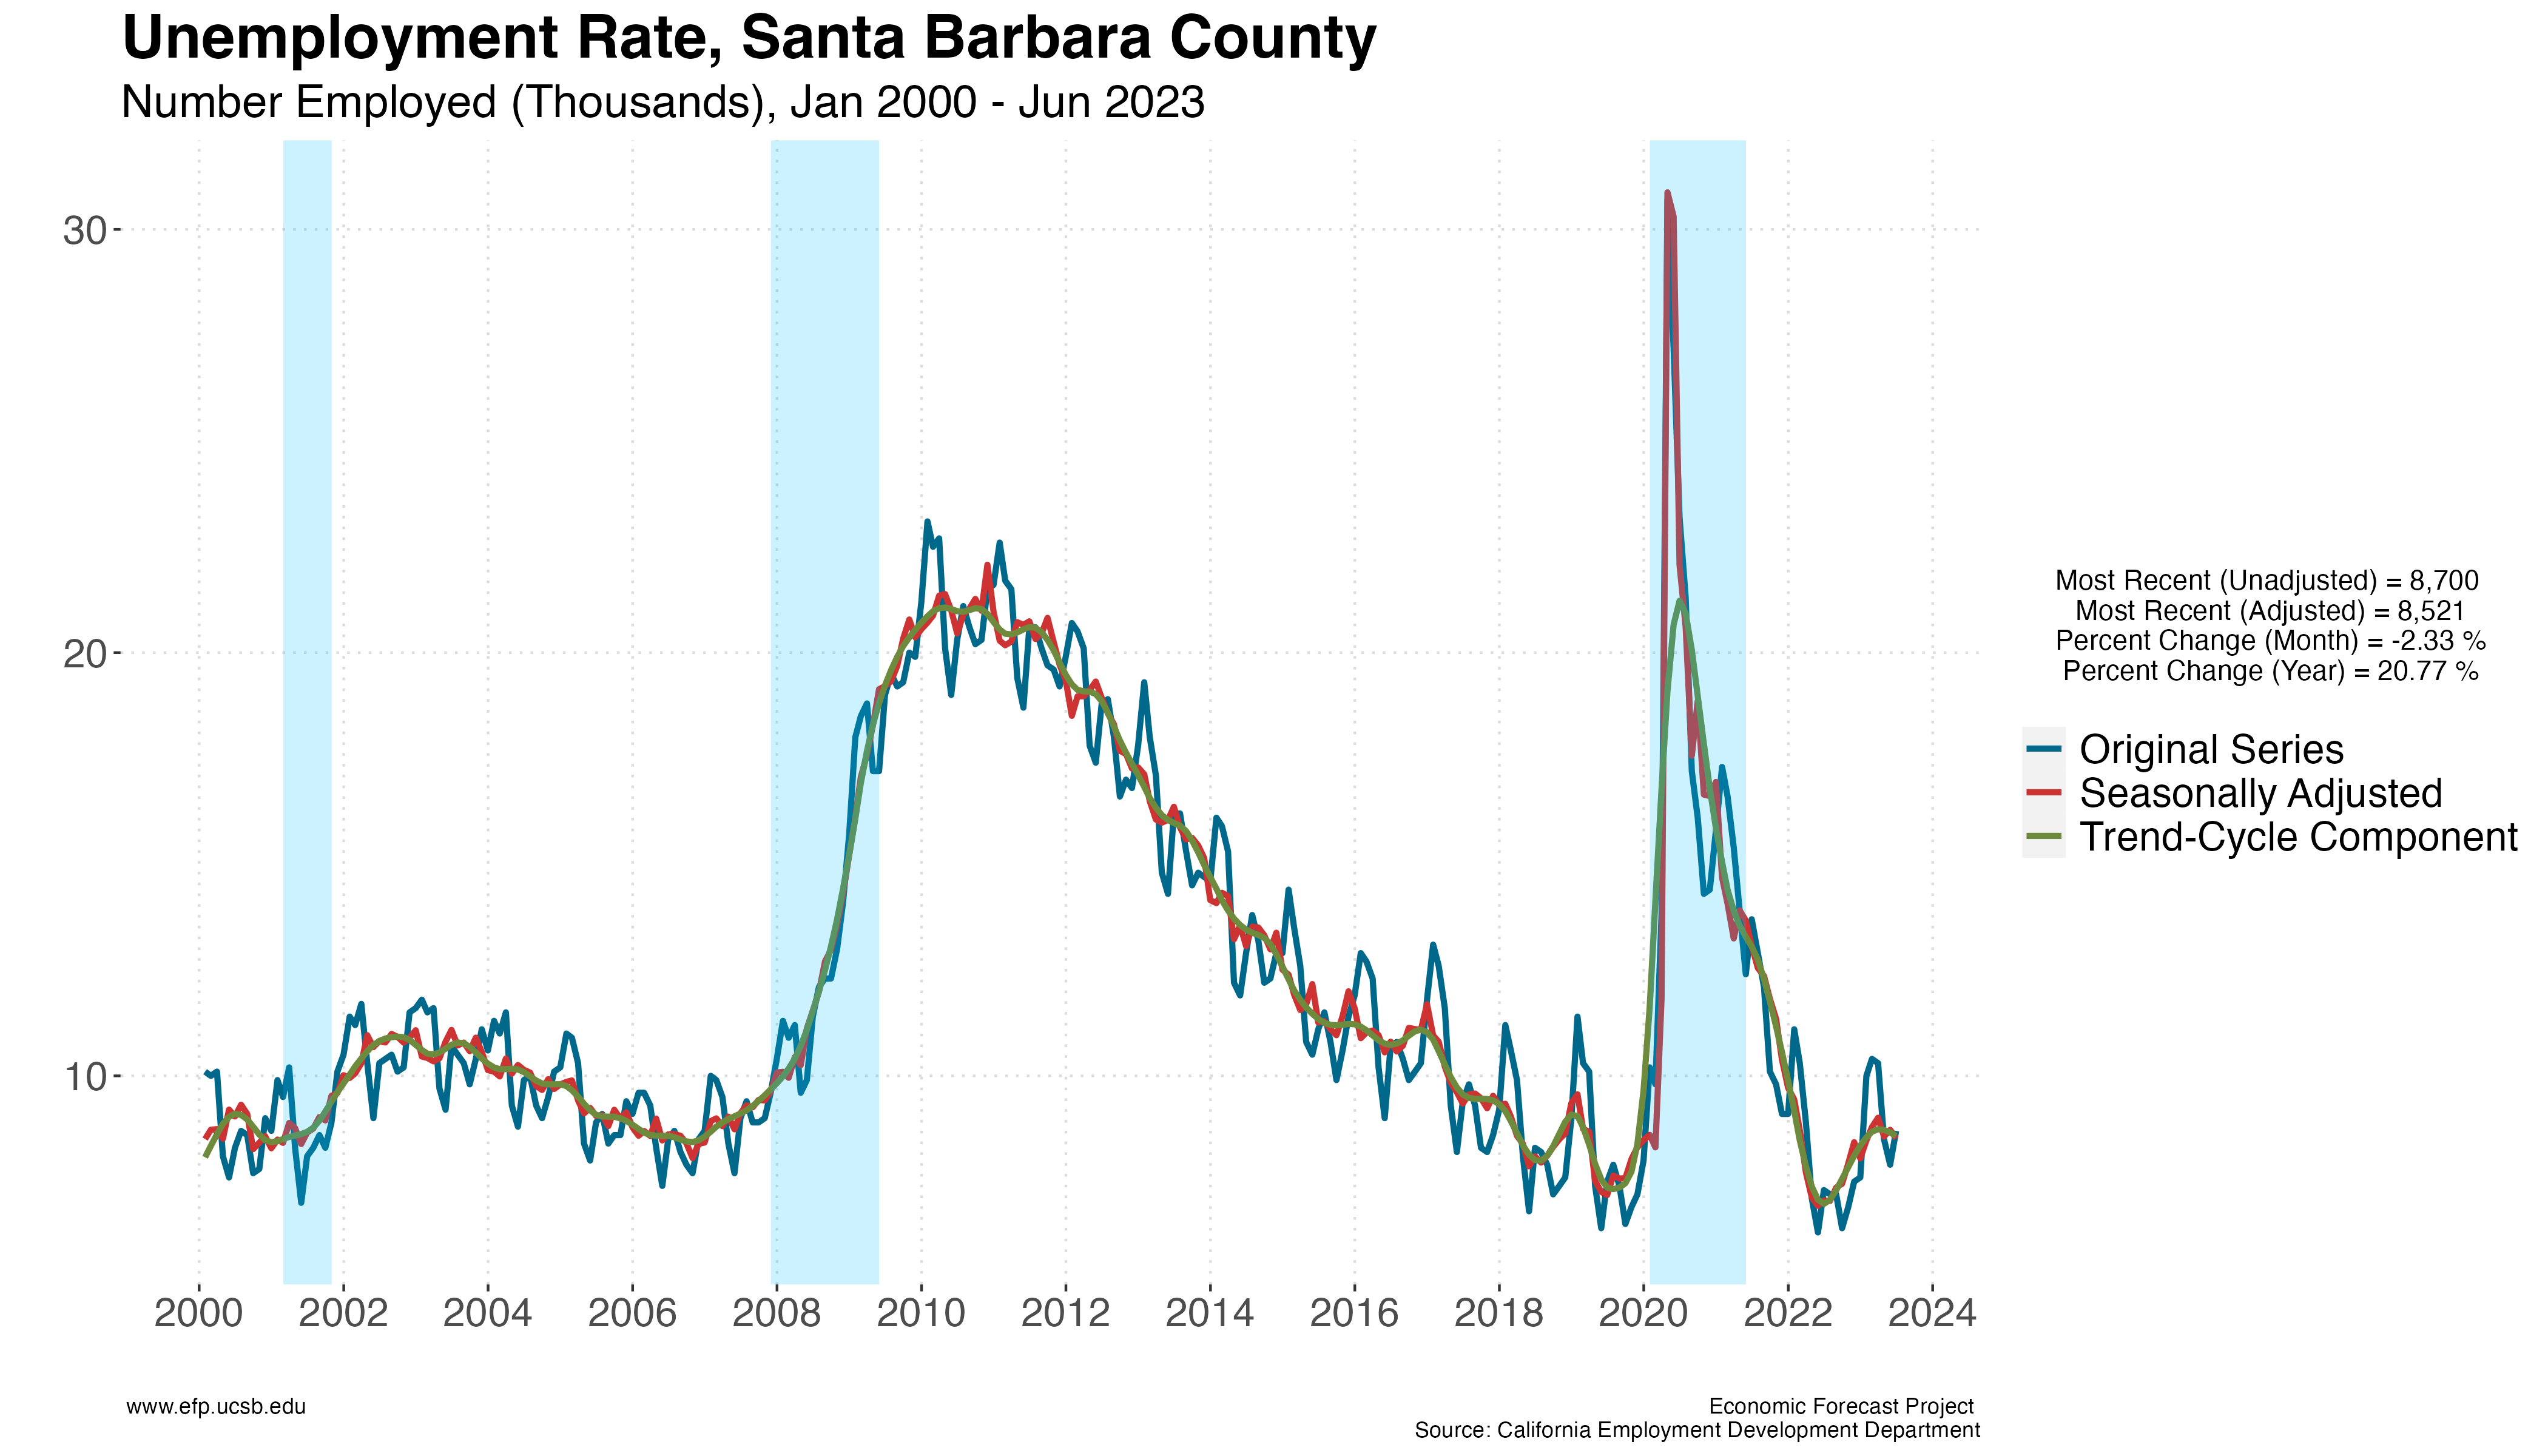 Unemployment Rate, Santa Barbara County
Number Employed (Thousands), Jan 2000 - Jun 2023
30
20
10
2000 2002 2004 2006 2008 2010 2012 2014 2016 2018 2020 2022 2024
Most Recent (Unadjusted) = 8,700
Most Recent (Adjusted) = 8,521
Percent Change (Month) = -2.33 %
Percent Change (Year) = 20.77 %
Original Series
Seasonally Adjusted
Trend-Cycle Component
www.efp.ucsb.edu
Economic Forecast Project
Source: California Employment Development Department